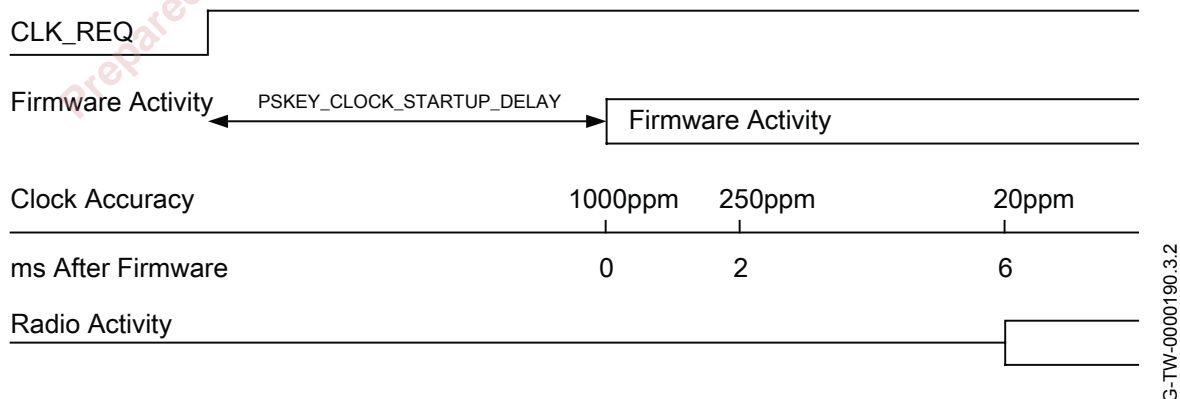 CLK_REQ
Prepared
Firmware Activity
PSKEY_CLOCK_STARTUP_DELAY
Firmware Activity
Clock Accuracy
1000ppm 250ppm 20ppm
ms After Firmware
0 2 6
Radio Activity
G-TW-0000190.3.2